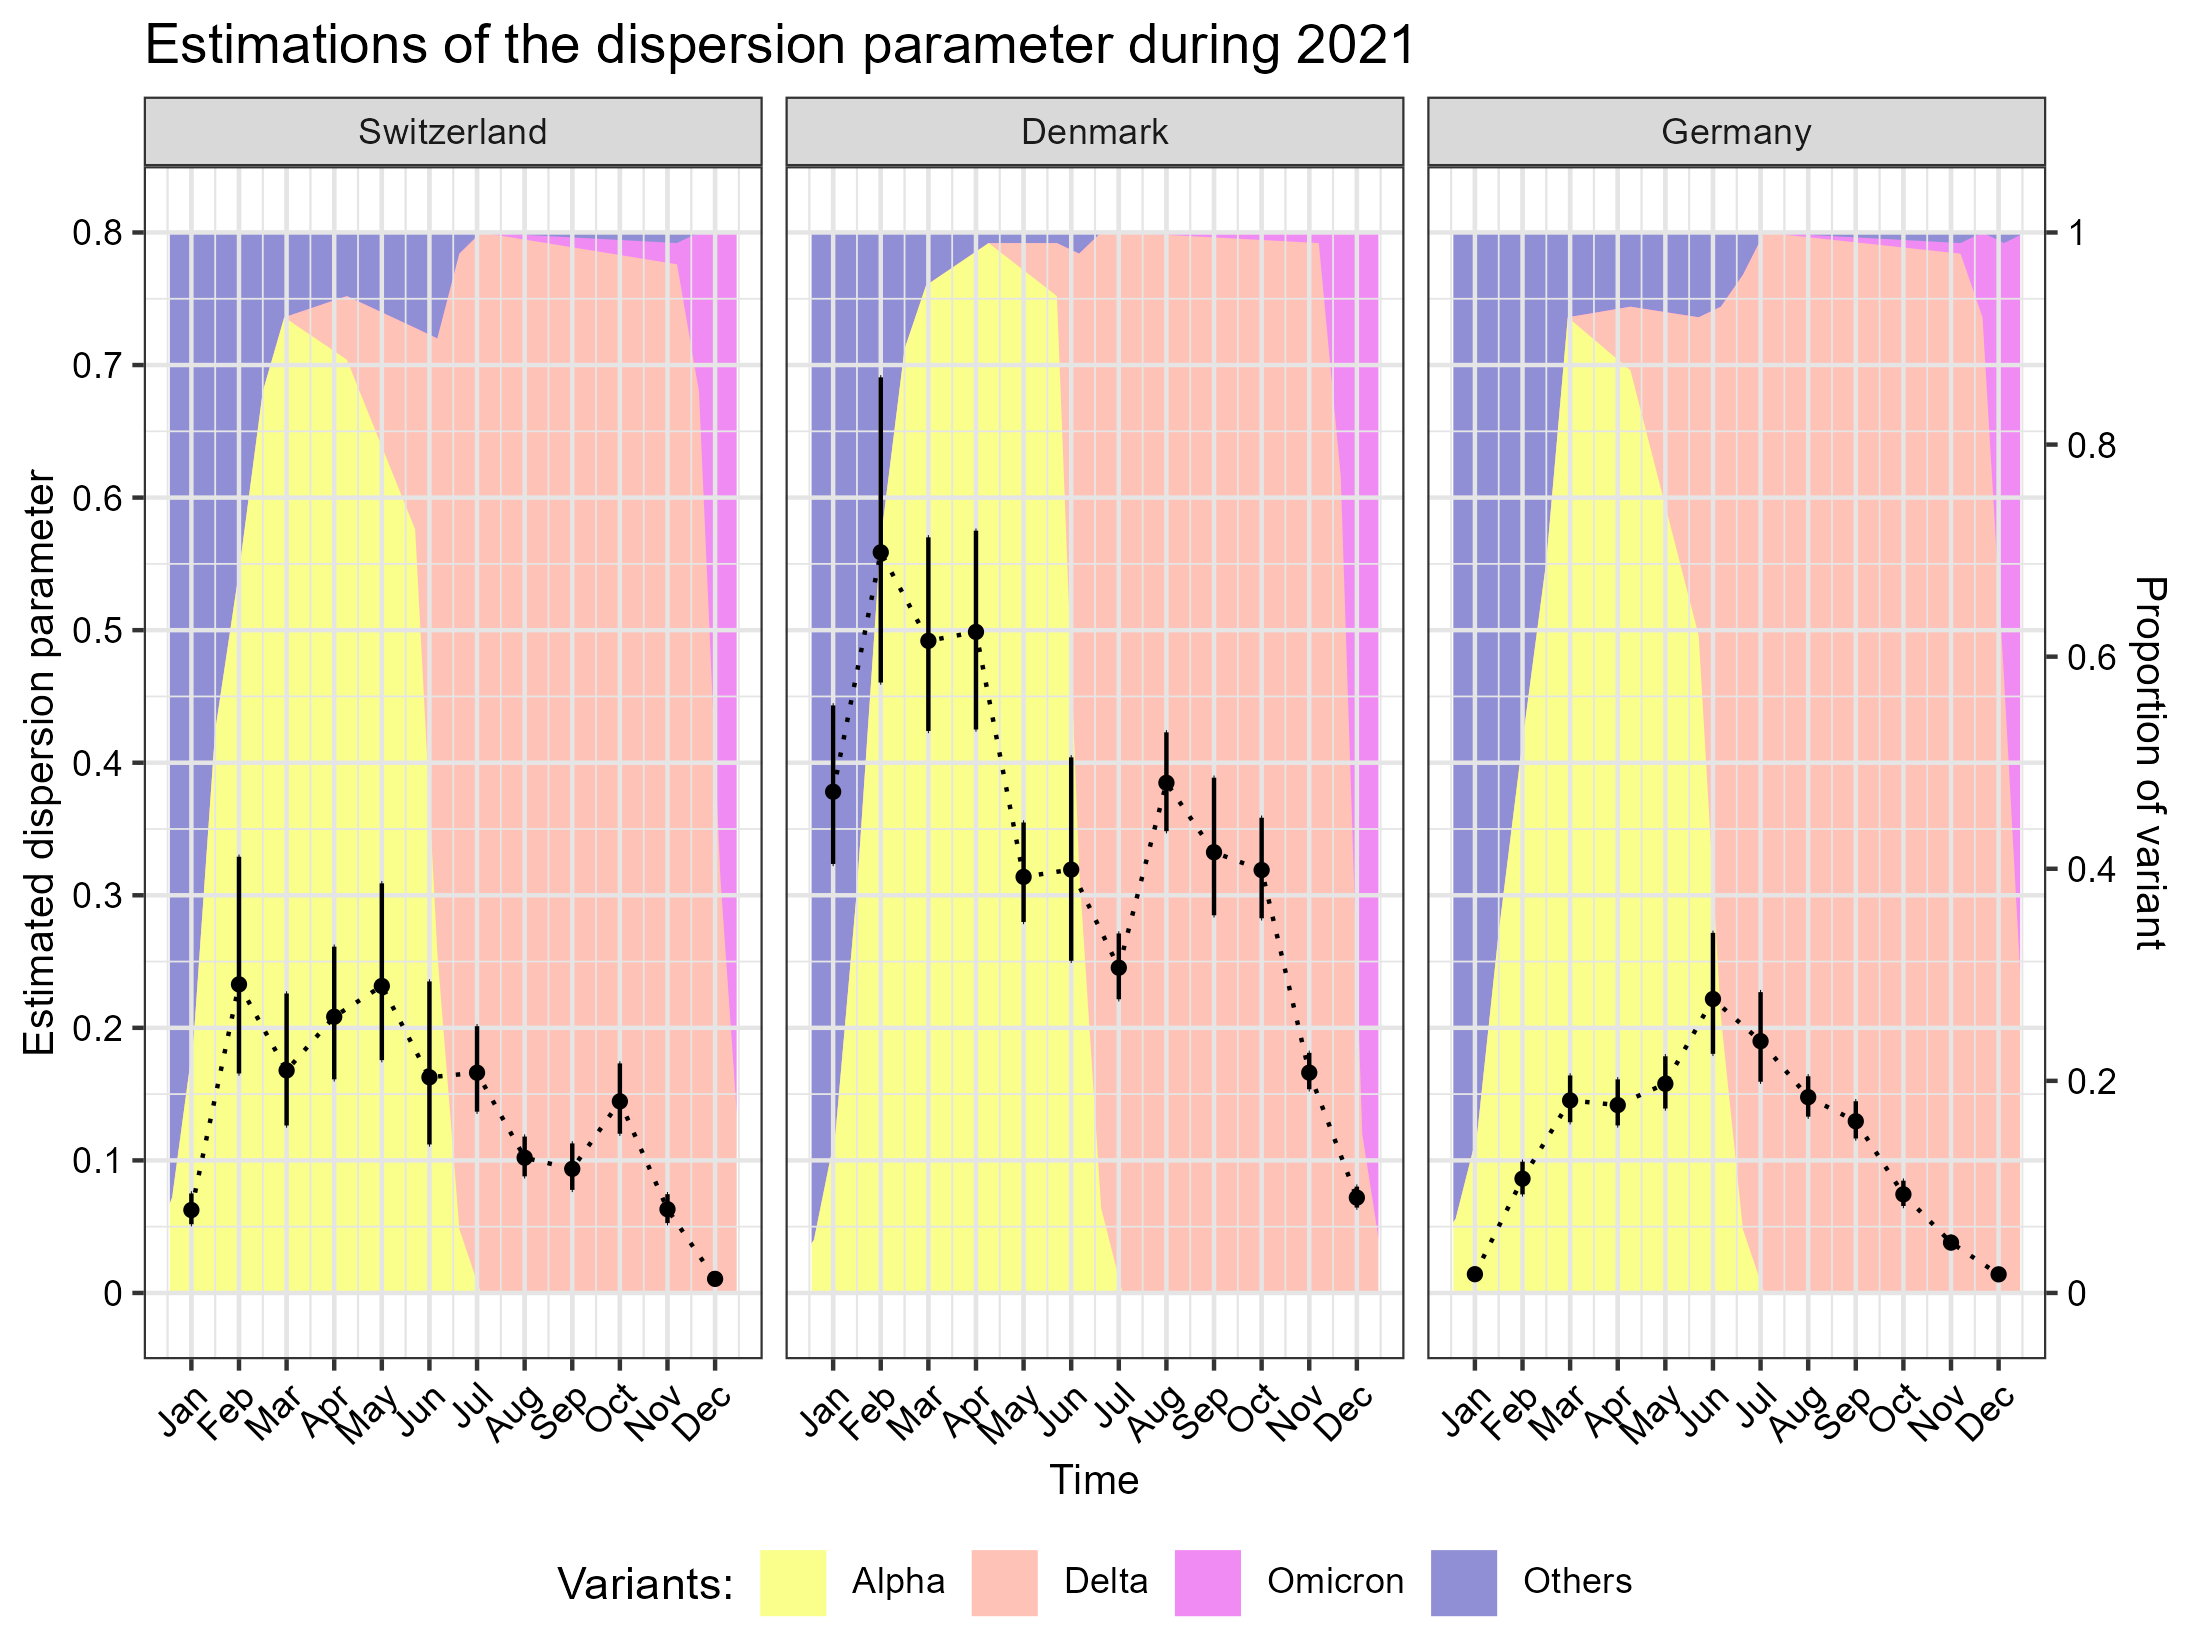 Estimations of the dispersion parameter during 2021
Switzerland
Denmark
Germany
Estimated dispersion parameter
0.8
0.7
0.6
0.5
0.4
0.3
0.2
0.1
0
1
0.8
0.6
0.4
0.2
0
Proportion of variant
Jan Feb Mar Apr May Jun Jul Aug Sep Oct Nov Dec
Jan Feb Mar Apr May Jun Jul Aug Sep Oct Nov Dec
Jan Feb Mar Apr May Jun Jul Aug Sep Oct Nov Dec
Time
Variants: Alpha Delta Omicron Others